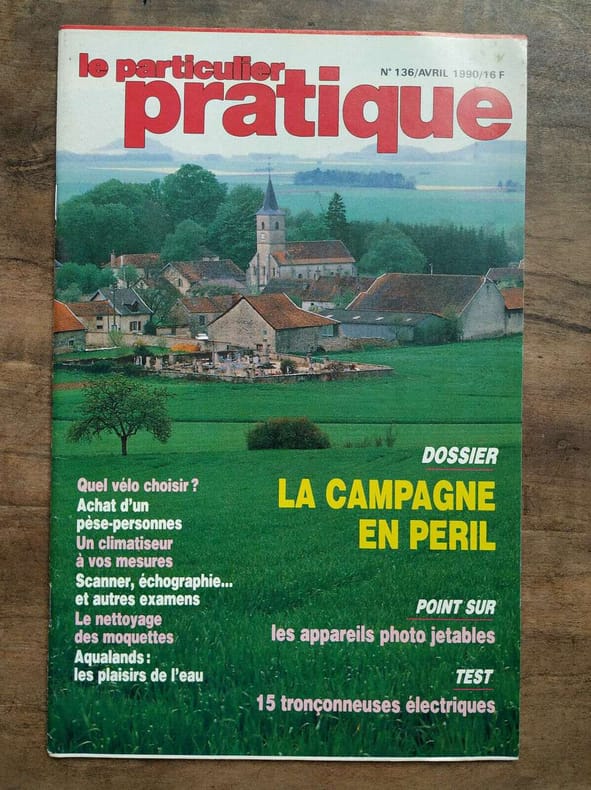 le particulier
pratique
N° 136/AVRIL 1990/16 F
DOSSIER
LA CAMPAGNE
EN PERIL
Quel vélo choisir ?
Achat d'un
pèse-personnes
Un climatiseur
à vos mesures
Scanner, échographie...
et autres examens
Le nettoyage
des moquettes
Aqualands :
les plaisirs de l'eau
POINT SUR
les appareils photo jetables
TEST
15 tronçonneuses électriques